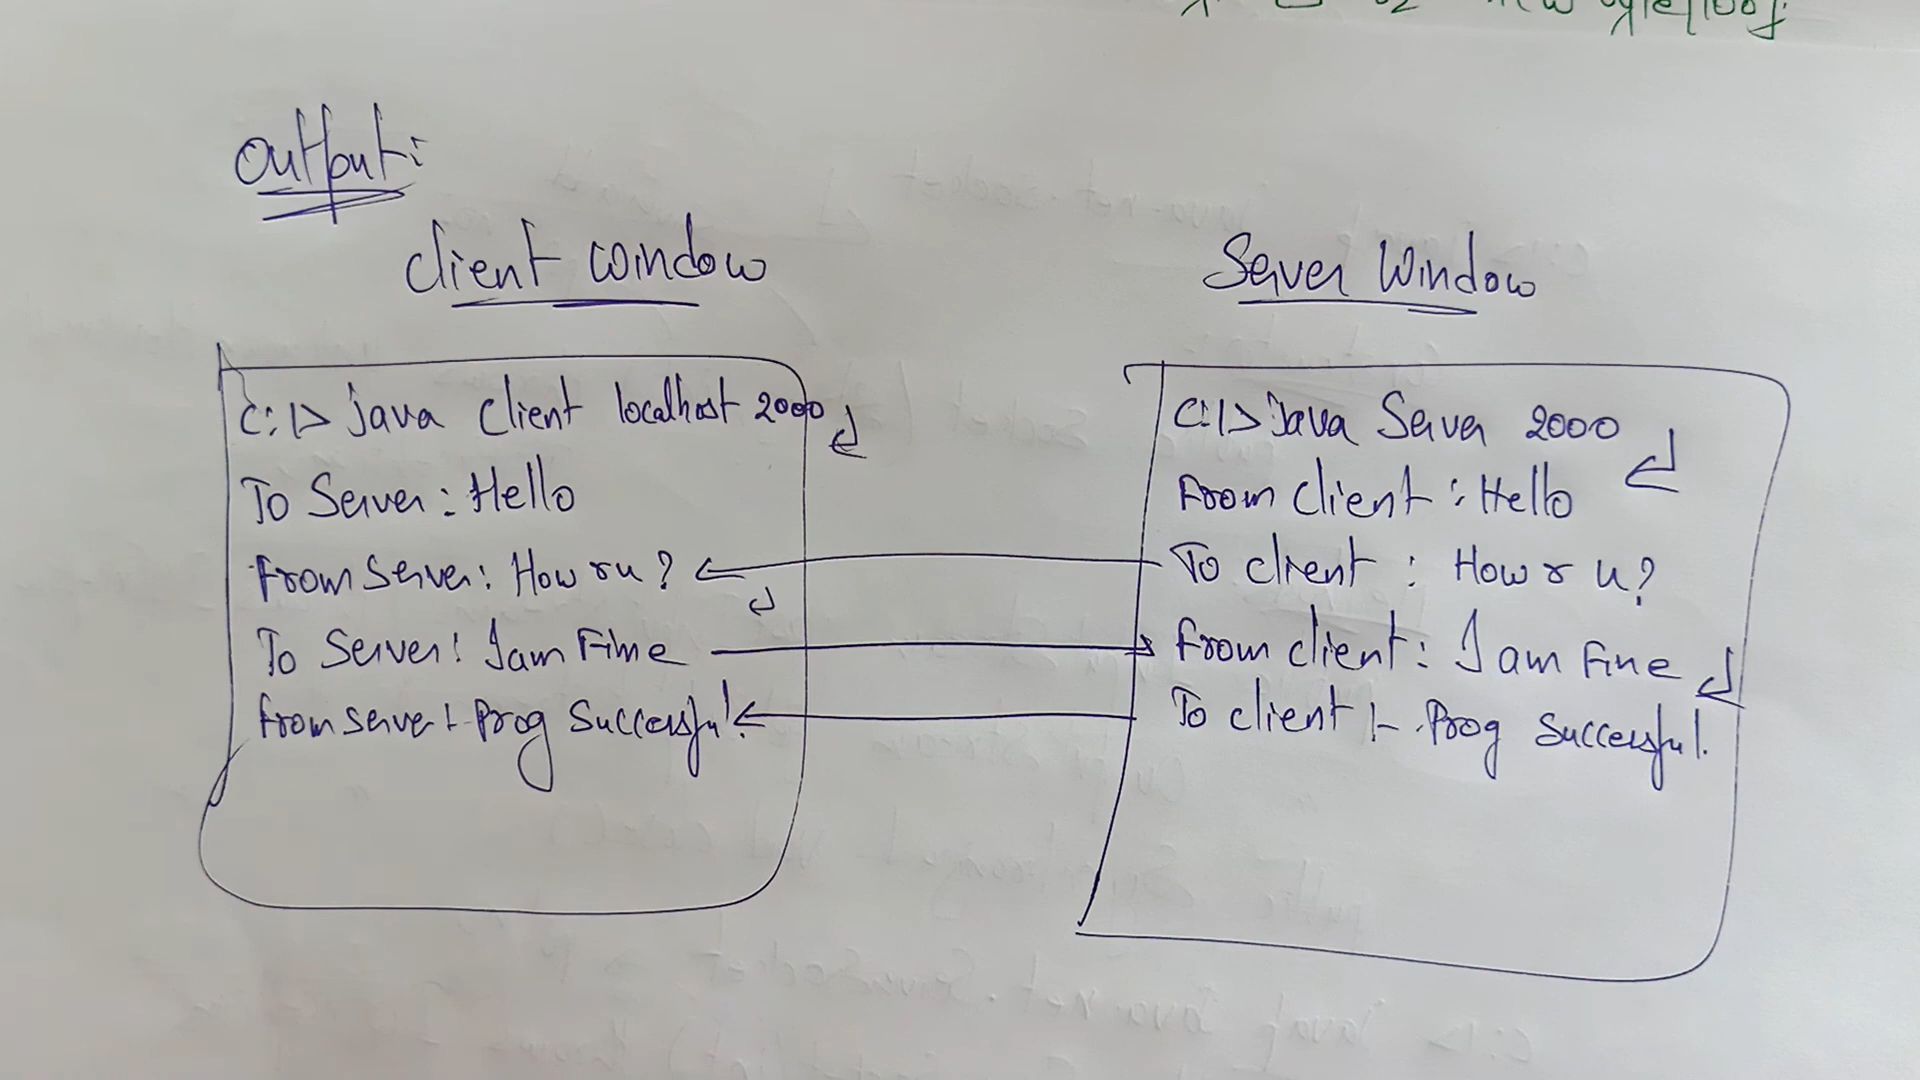 Output:
Client window
C:\> java Client localhost 2000
To Server: Hello
From Server: How r u?
To Server: I am Fine
from server :- Prog Successful.
Server Window
C:\> Java Server 2000
From client: Hello
To client : How r u?
from client: I am Fine
To client :- Prog Successful.